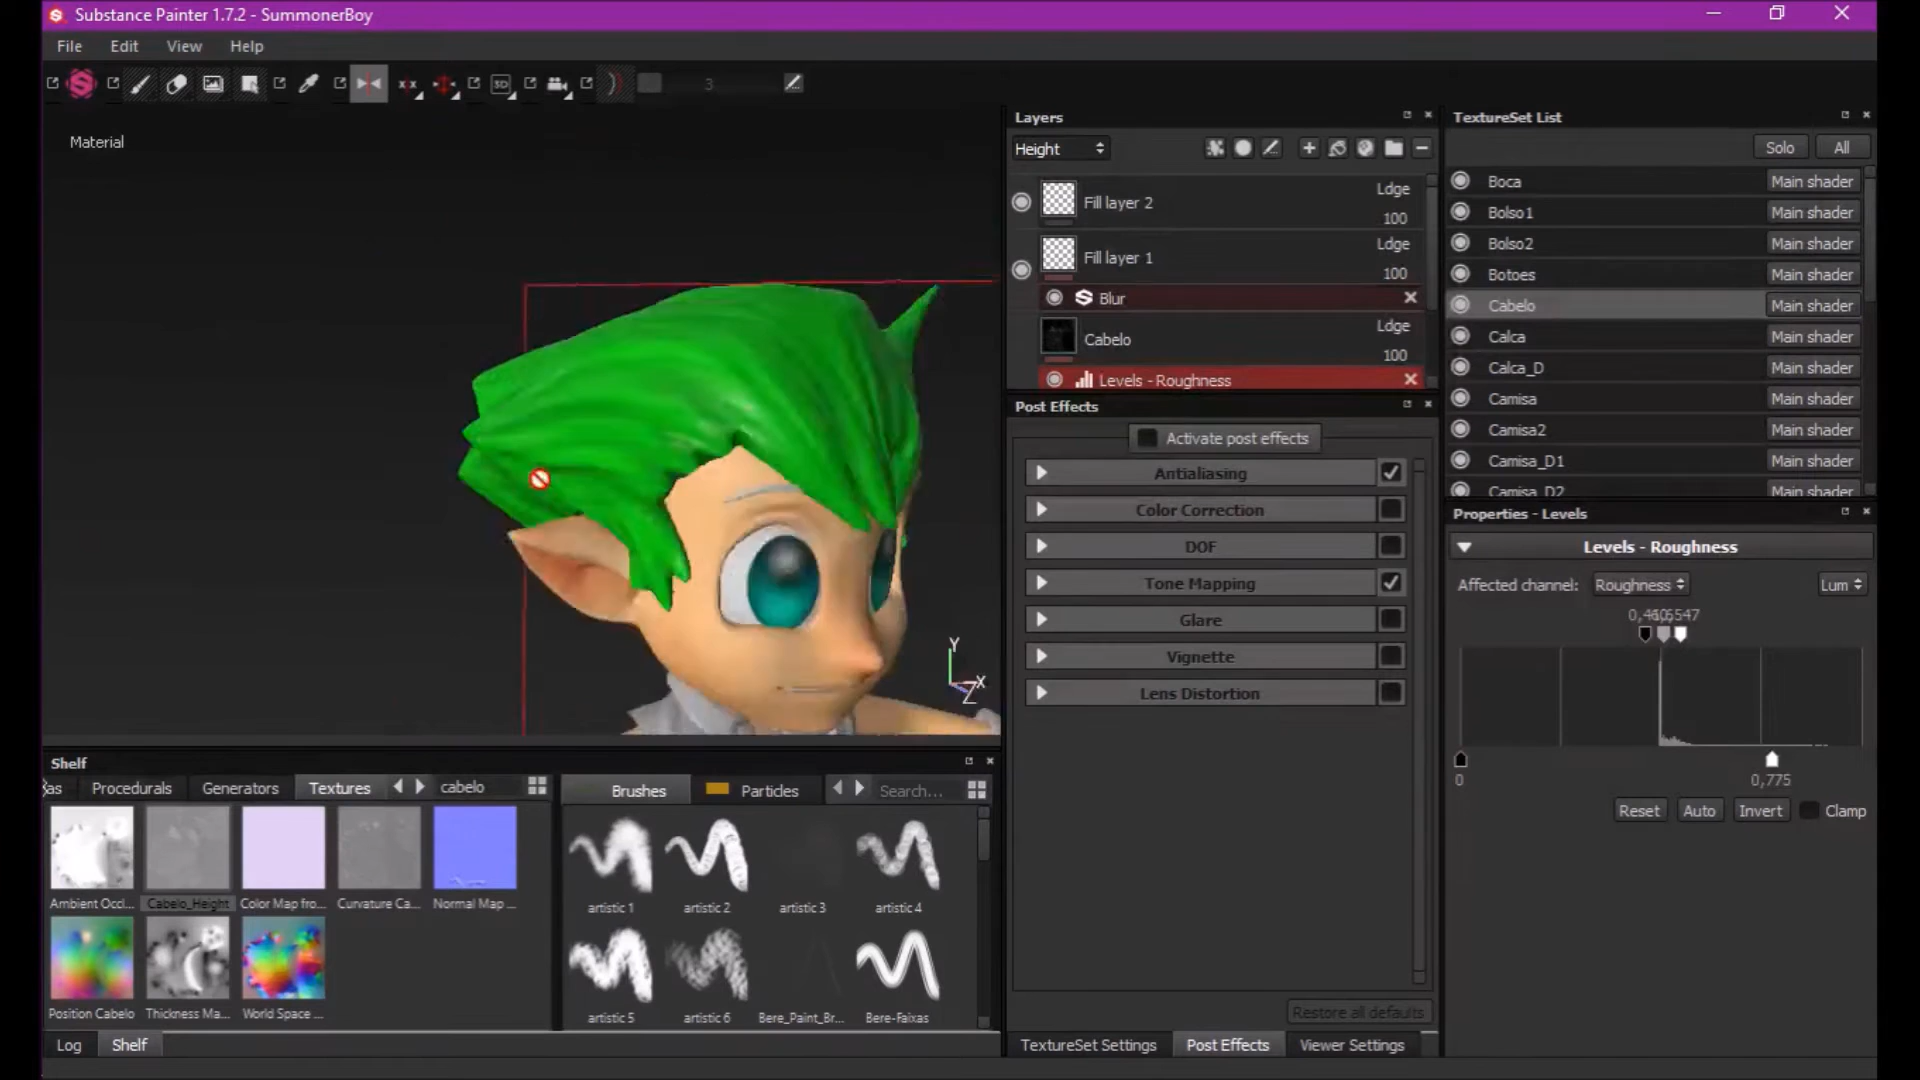 Substance Painter 1.7.2 - SummonerBoy
File Edit View Help
3D 3
Material
Layers
Height
Fill layer 2 Ldge 100
Fill layer 1 Ldge 100
Blur
Cabelo Ldge 100
Levels - Roughness
TextureSet List
Solo All
Boca Main shader
Bolso1 Main shader
Bolso2 Main shader
Botoes Main shader
Cabelo Main shader
Calca Main shader
Calca_D Main shader
Camisa Main shader
Camisa2 Main shader
Camisa_D1 Main shader
Camisa_D2 Main shader
Post Effects
Activate post effects
Antialiasing
Color Correction
DOF
Tone Mapping
Glare
Vignette
Lens Distortion
Restore all defaults
TextureSet Settings Post Effects Viewer Settings
Properties - Levels
Levels - Roughness
Affected channel: Roughness Lum
0 0,775
Reset Auto Invert Clamp
Y
X
Z
Shelf
as Procedurals Generators Textures cabelo
Brushes Particles Search...
Ambient Occl... Cabelo_Height Color Map fro... Curvature Ca... Normal Map ...
Position Cabelo Thickness Ma... World Space ...
artistic 1 artistic 2 artistic 3 artistic 4
artistic 5 artistic 6 Bere_Paint_Br... Bere-Faixas
Log Shelf